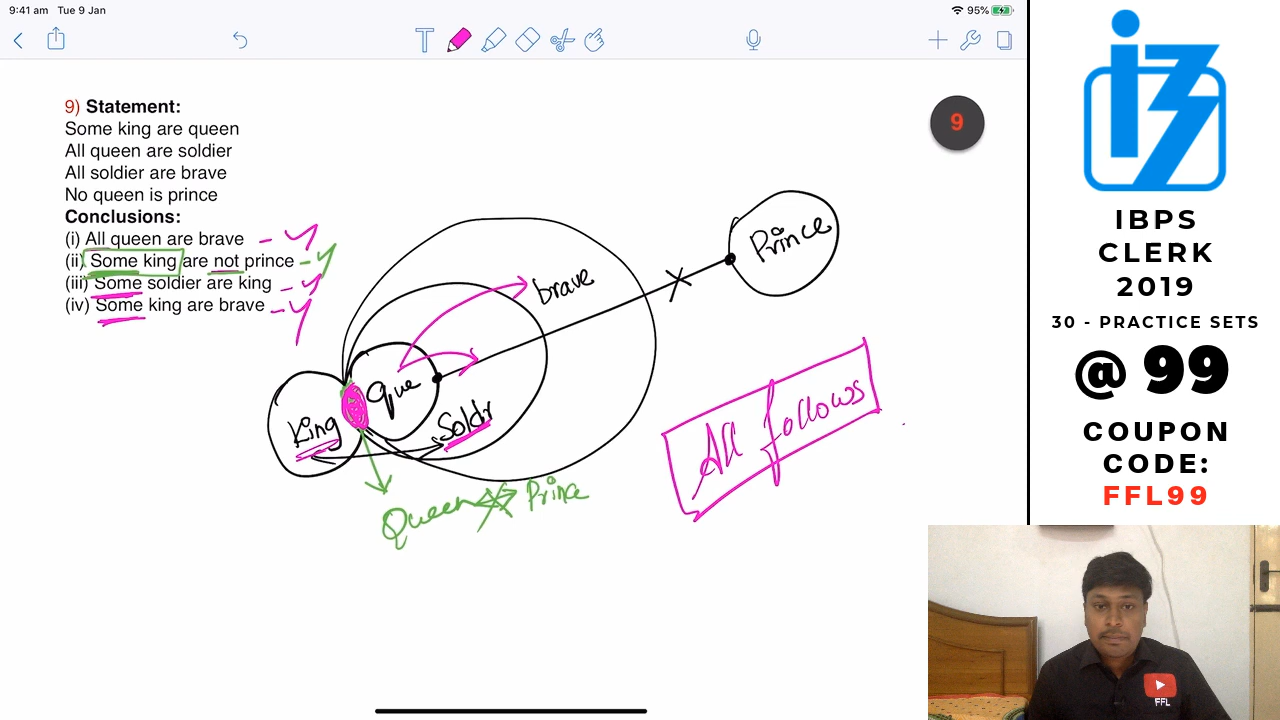 9:41 am Tue 9 Jan
95%
T
9) Statement:
Some king are queen
All queen are soldier
All soldier are brave
No queen is prince
Conclusions:
(i) All queen are brave
(ii) Some king are not prince
(iii) Some soldier are king
(iv) Some king are brave
9
Prince
brave
Que
King
Soldr
Queen Prince
All follows
IBPS
CLERK
2019
30 - PRACTICE SETS
@ 99
COUPON
CODE:
FFL99
FFL